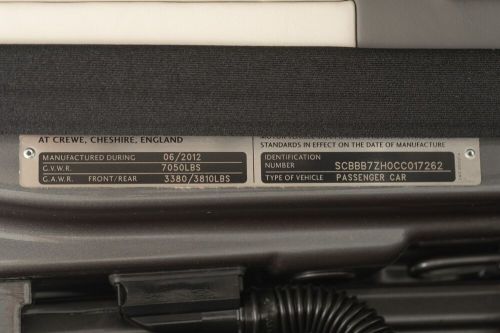 AT CREWE, CHESHIRE, ENGLAND
MANUFACTURED DURING 06/2012
G.V.W.R. 7050LBS
G.A.W.R. FRONT/REAR 3380/3810LBS
STANDARDS IN EFFECT ON THE DATE OF MANUFACTURE
IDENTIFICATION
NUMBER SCBBB7ZH0CC017262
TYPE OF VEHICLE PASSENGER CAR